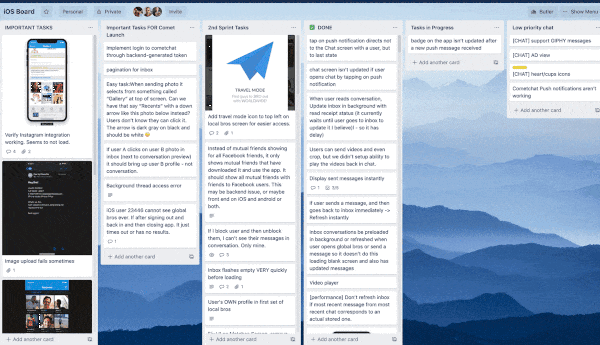 iOS Board
Personal
Private
Invite
Butler
Show Menu
IMPORTANT TASKS
Verify Instagram integration
working. Seems to not load.
4
2
Image upload fails sometimes
1
+ Add another card
Important Tasks FOR Comet
Launch
Implement login to cometchat
through backend-generated token
pagination for inbox
Easy task:When sending photo it
selects from something called
"Gallery" at top of screen. Can we
have that say "Recents" with a down
arrow like this photo below instead?
Users don't know they can click it.
The arrow is dark gray on black and
should be white
If user A clicks on user B photo in
inbox (next to conversation preview)
it should bring up user B profile - not
conversation.
Background thread access error
iOS user 23446 cannot see global
bros ever. If after signing out and
back in and then closing app. It just
times out or has no results.
1
+ Add another card
2nd Sprint Tasks
TRAVEL MODE
Add travel mode icon to top left on
local bros screen for easier access.
2
1
Instead of mutual friends showing
for all Facebook friends, it only
shows mutual friends that have
downloaded it and use the app. It
should show all mutual friends with
friends to Facebook users. This
may be backend issue, or
maybe front end on iOS and
android or both.
If I block user and then unblock
them, I can't see their messages in
conversation. Only mine.
3
Inbox flashes empty VERY quickly
before loading
2
1
User's OWN profile in first set of
local bros
+ Add another card
DONE
tap on push notification directs not
to the Chat screen with a user, but
to last state
chat screen isn't updated if user
opens chat by tapping on push
notification
When user reads conversation,
Update inbox in background with
read receipt status (it currently
waits until user goes to inbox to
update it I believe)! - so it has
delay)
Users can send videos and even
crop, but we didn't setup ability to
play the videos back in chat.
Display sent messages instantly
1
If user sends a message, and then
goes back to inbox immediately ->
Refresh instantly
Inbox conversations be preloaded
in background or refreshed when
user opens global bros or send a
message so it doesn't do this
loading blank screen and also has
updated messages
Video player
[performance] Don't refresh inbox
if most recent message from most
recent chat corresponds to an
actual stored one.
+ Add another card
Tasks in Progress
badge on the app isn't updated after
a new push message received
+ Add another card
Low priority chat
[CHAT] support GIPHY messages
[CHAT] AD view
[CHAT] heart/cups icons
Cometchat Push notifications aren't
working
+ Add another card